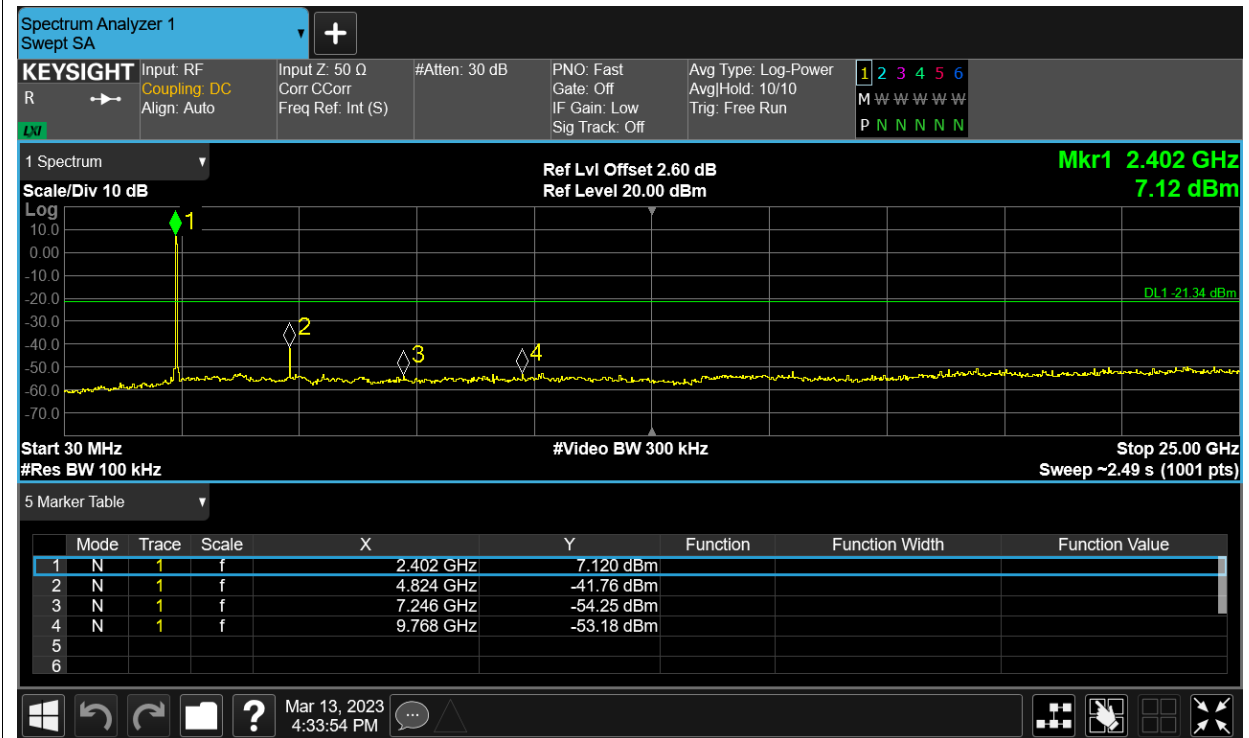 Spectrum Analyzer 1
Swept SA
KEYSIGHT
R
LXI
Input: RF
Coupling: DC
Align: Auto
Input Z: 50 Ω
Corr CCorr
Freq Ref: Int (S)
#Atten: 30 dB
PNO: Fast
Gate: Off
IF Gain: Low
Sig Track: Off
Avg Type: Log-Power
Avg|Hold: 10/10
Trig: Free Run
1 2 3 4 5 6
M W W W W W
P N N N N N
1 Spectrum
Scale/Div 10 dB
Ref Lvl Offset 2.60 dB
Ref Level 20.00 dBm
Mkr1 2.402 GHz
7.12 dBm
Log
10.0
0.00
-10.0
-20.0
-30.0
-40.0
-50.0
-60.0
-70.0
1
2
3
4
DL1 -21.34 dBm
Start 30 MHz
#Res BW 100 kHz
#Video BW 300 kHz
Stop 25.00 GHz
Sweep ~2.49 s (1001 pts)
5 Marker Table
Mode Trace Scale X Y Function Function Width Function Value
1 N 1 f 2.402 GHz 7.120 dBm
2 N 1 f 4.824 GHz -41.76 dBm
3 N 1 f 7.246 GHz -54.25 dBm
4 N 1 f 9.768 GHz -53.18 dBm
5
6
?
Mar 13, 2023
4:33:54 PM